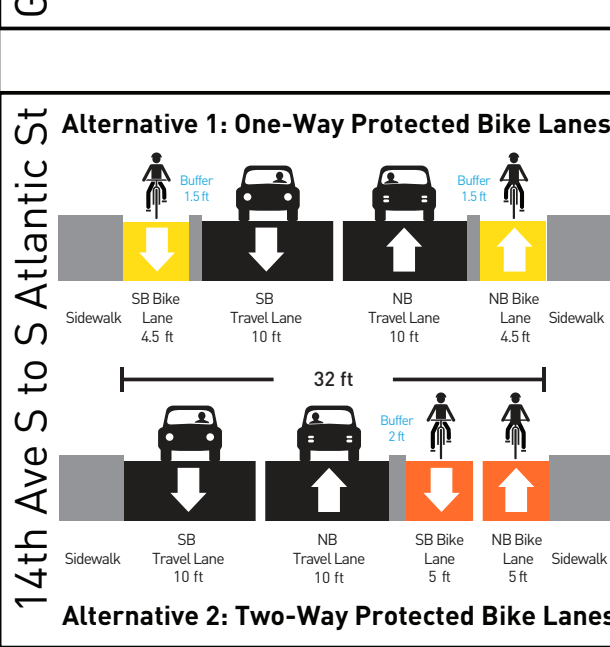 G
14th Ave S to S Atlantic St
Alternative 1: One-Way Protected Bike Lanes
Buffer
1.5 ft
Buffer
1.5 ft
Sidewalk
SB Bike
Lane
4.5 ft
SB
Travel Lane
10 ft
NB
Travel Lane
10 ft
NB Bike
Lane
4.5 ft
Sidewalk
32 ft
Buffer
2 ft
Sidewalk
SB
Travel Lane
10 ft
NB
Travel Lane
10 ft
SB Bike
Lane
5 ft
NB Bike
Lane
5 ft
Sidewalk
Alternative 2: Two-Way Protected Bike Lanes